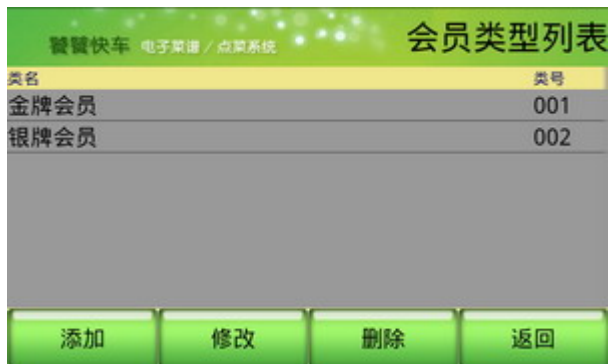 饕餮快车 电子菜谱／点菜系统 会员类型列表
类名 类号
金牌会员 001
银牌会员 002
添加 修改 删除 返回